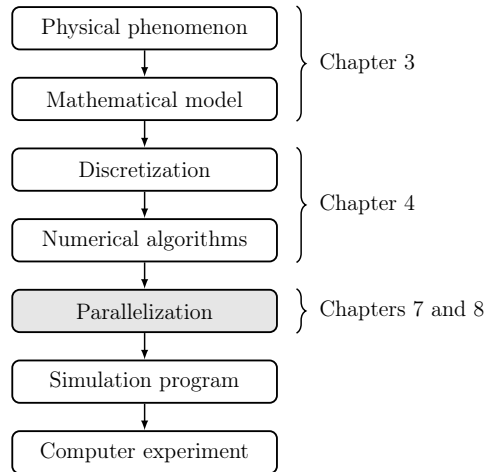 Physical phenomenon
Chapter 3
Mathematical model
Discretization
Chapter 4
Numerical algorithms
Parallelization
Chapters 7 and 8
Simulation program
Computer experiment